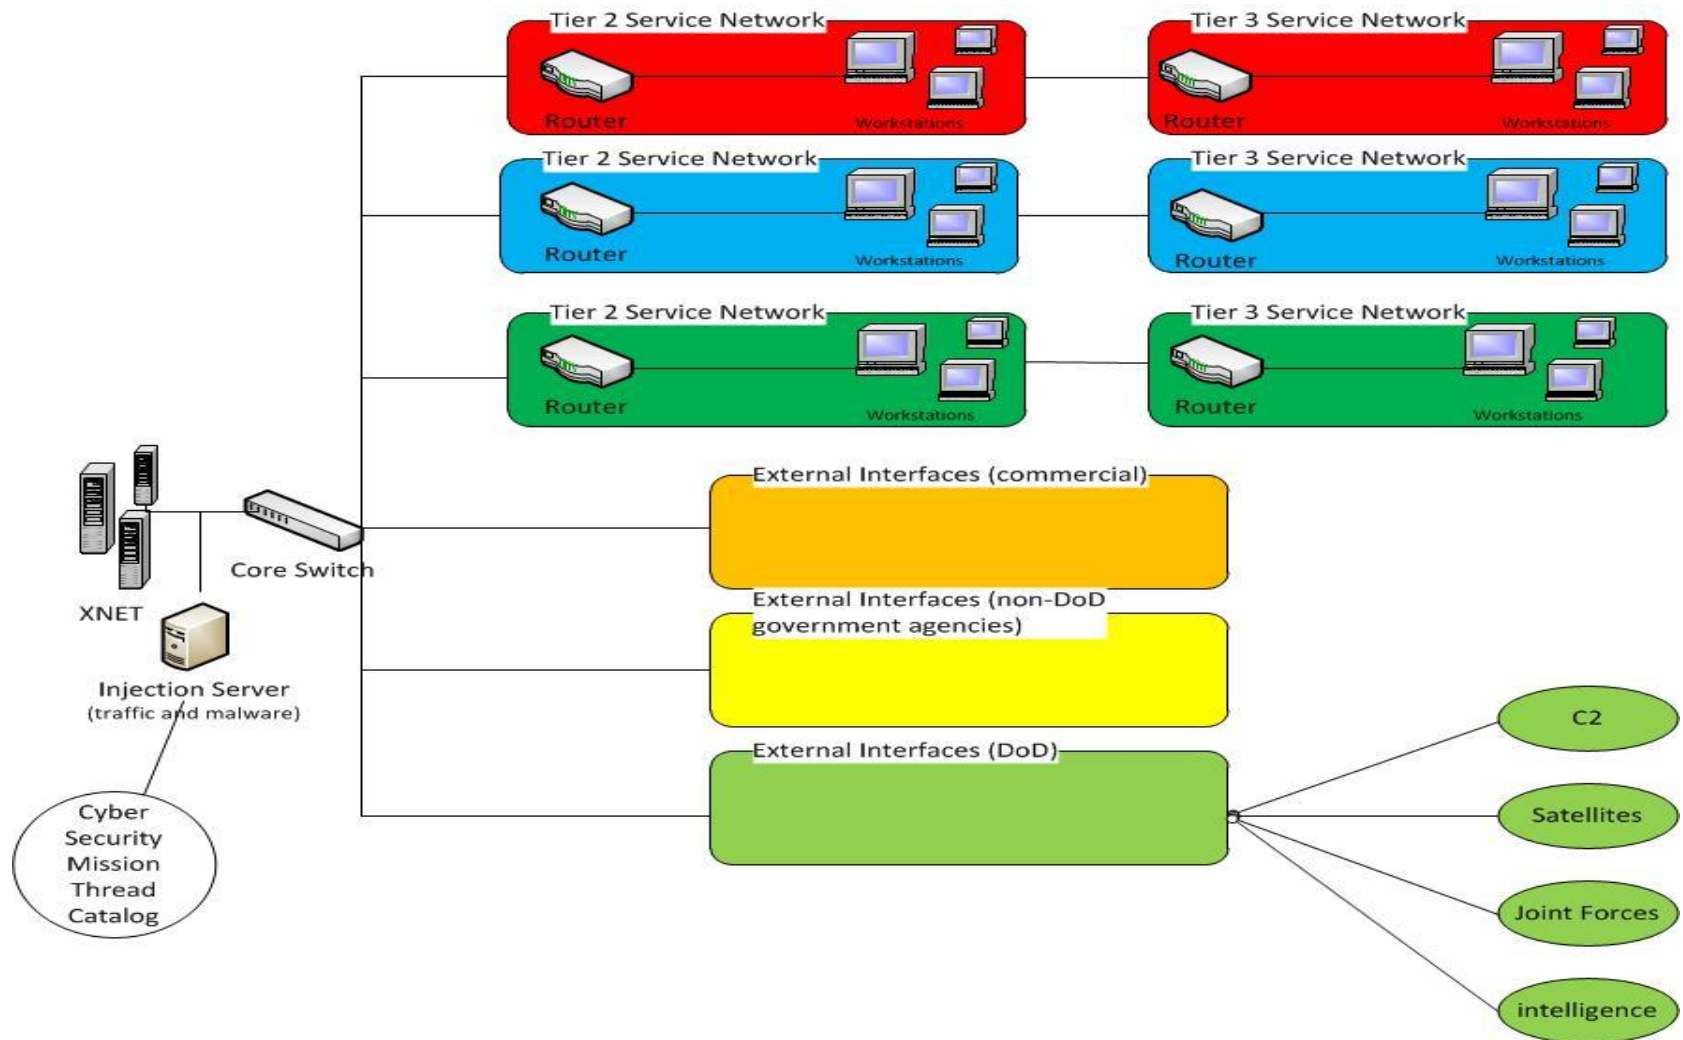 Tier 2 Service Network
Tier 3 Service Network
Router
Workstations
Router
Workstations
Tier 2 Service Network
Tier 3 Service Network
Router
Workstations
Router
Workstations
Tier 2 Service Network
Tier 3 Service Network
Router
Workstations
Router
Workstations
External Interfaces (commercial)
Core Switch
XNET
External Interfaces (non-DoD
government agencies)
Injection Server
(traffic and malware)
External Interfaces (DoD)
C2
Satellites
Joint Forces
intelligence
Cyber
Security
Mission
Thread
Catalog